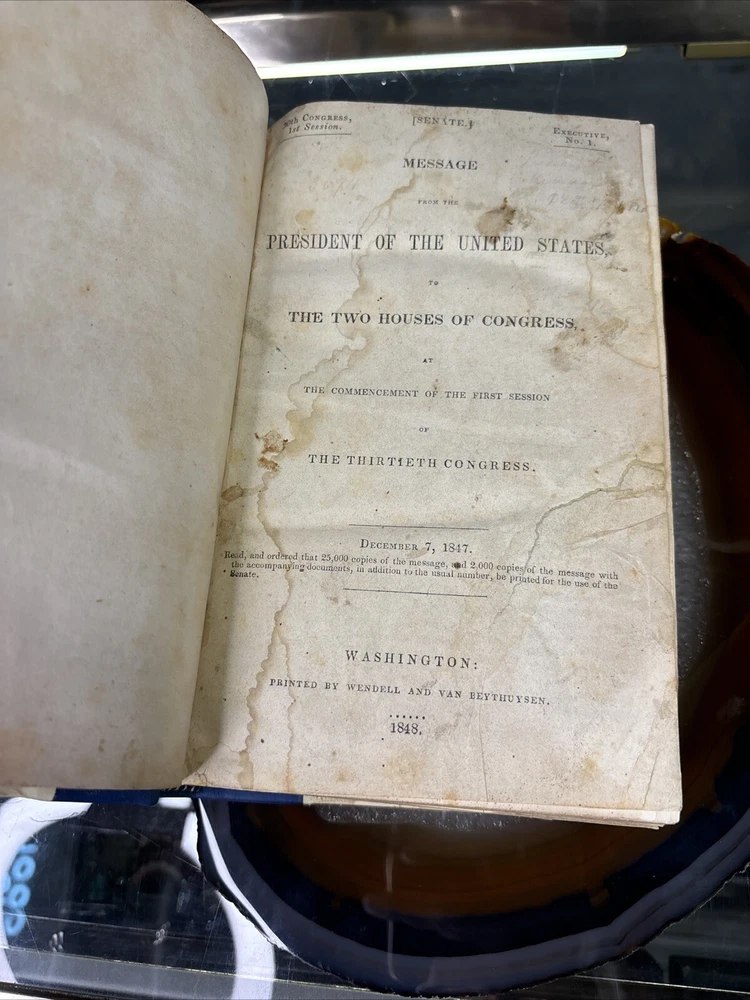 30th Congress,
1st Session.
[SENATE.]
Executive,
No. 1.
MESSAGE
FROM THE
PRESIDENT OF THE UNITED STATES,
TO
THE TWO HOUSES OF CONGRESS,
AT
THE COMMENCEMENT OF THE FIRST SESSION
OF
THE THIRTIETH CONGRESS.
December 7, 1847.
Read, and ordered that 25,000 copies of the message, and 2,000 copies of the message with
the accompanying documents, in addition to the usual number, be printed for the use of the
Senate.
WASHINGTON:
PRINTED BY WENDELL AND VAN BEYTHUYSEN.
......
1848.